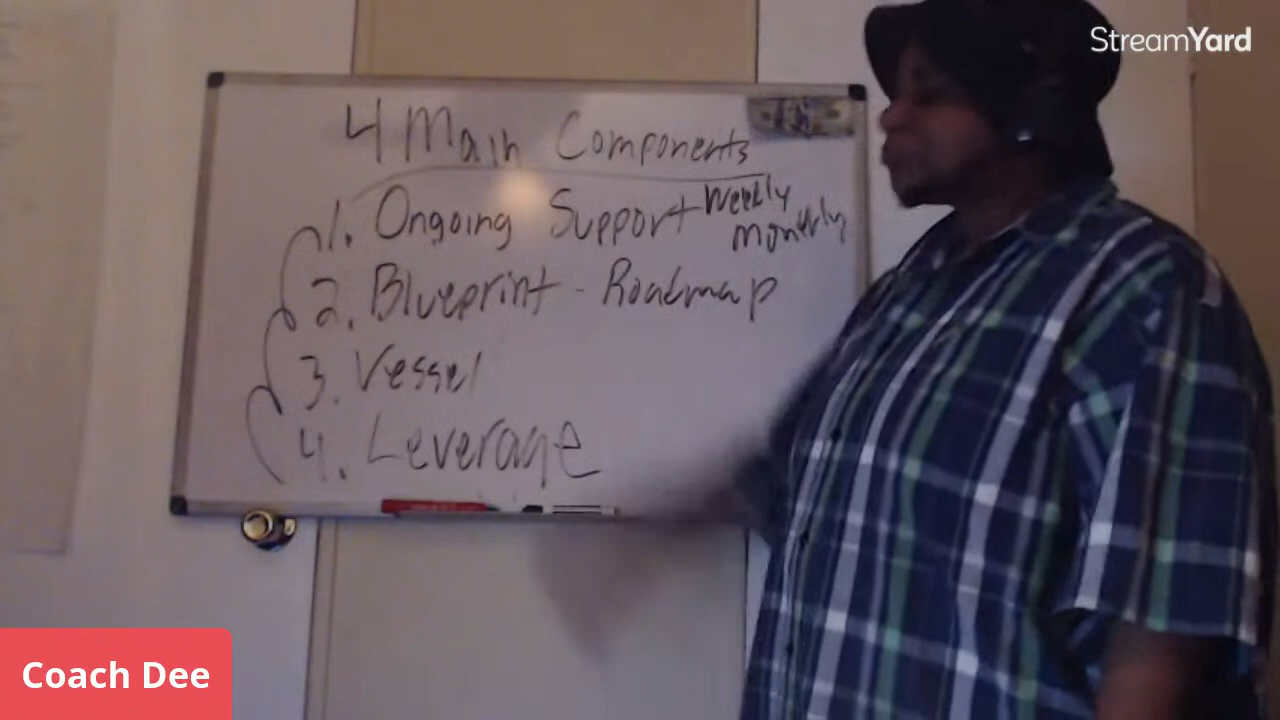 StreamYard
4 Main Components
1. Ongoing Support Weekly
Monthly
2. Blueprint - Roadmap
3. Vessel
4. Leverage
Coach Dee